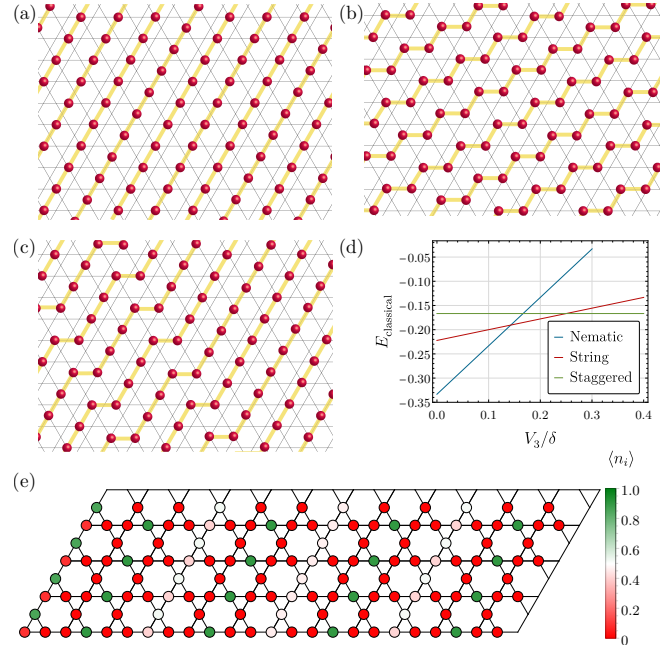 (a)
(b)
(c)
(d)
−0.05
−0.10
−0.15
−0.20
−0.25
−0.30
−0.35
E_classical
Nematic
String
Staggered
0.0 0.1 0.2 0.3 0.4
V₃/δ
(e)
⟨nᵢ⟩
1.0
0.8
0.6
0.4
0.2
0